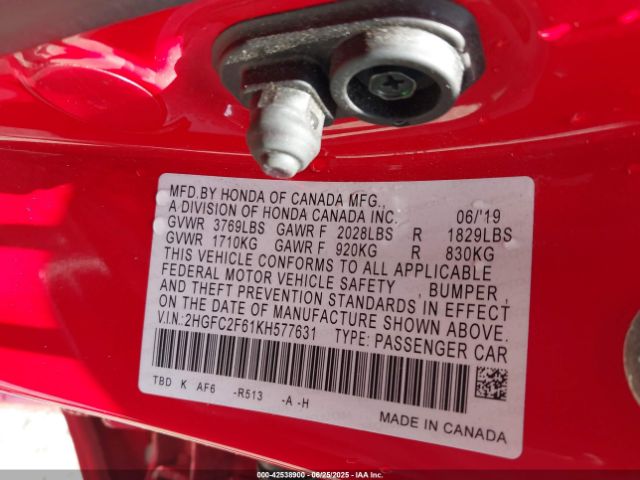 MFD.BY HONDA OF CANADA MFG.,
A DIVISION OF HONDA CANADA INC. 06/'19
GVWR 3769LBS GAWR F 2028LBS R 1829LBS
GVWR 1710KG GAWR F 920KG R 830KG
THIS VEHICLE CONFORMS TO ALL APPLICABLE
FEDERAL MOTOR VEHICLE SAFETY , BUMPER ,
AND THEFT PREVENTION STANDARDS IN EFFECT
ON THE DATE OF MANUFACTURE SHOWN ABOVE.
V.I.N.:2HGFC2F61KH577631 TYPE: PASSENGER CAR
TBD K AF6 -R513 -A -H
MADE IN CANADA
000-42538900 - 06/25/2025 - IAA Inc.